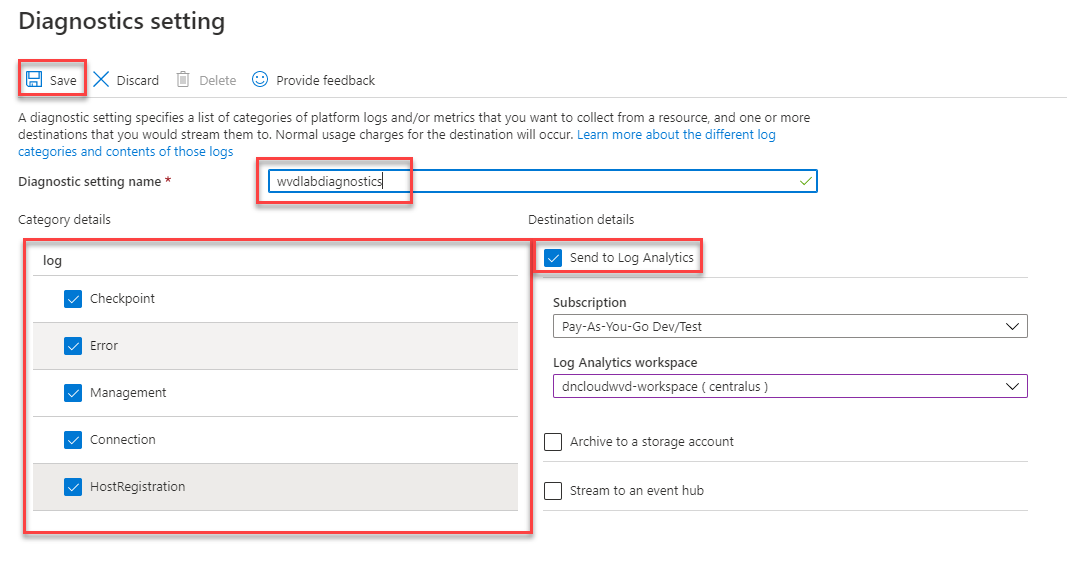 Diagnostics setting
Save Discard Delete Provide feedback
A diagnostic setting specifies a list of categories of platform logs and/or metrics that you want to collect from a resource, and one or more
destinations that you would stream them to. Normal usage charges for the destination will occur. Learn more about the different log
categories and contents of those logs
Diagnostic setting name * wvdlabdiagnostics
Category details Destination details
log
Send to Log Analytics
Checkpoint
Error
Management
Connection
HostRegistration
Subscription
Pay-As-You-Go Dev/Test
Log Analytics workspace
dncloudwvd-workspace ( centralus )
Archive to a storage account
Stream to an event hub